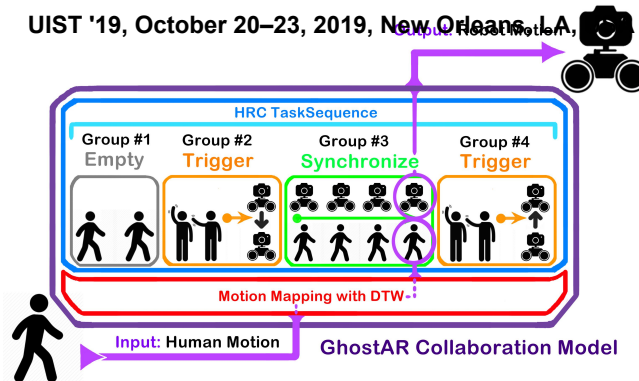 UIST '19, October 20–23, 2019, New Orleans, LA,
Output: Robot Motion
HRC TaskSequence
Group #1 Group #2 Group #3 Group #4
Empty Trigger Synchronize Trigger
Motion Mapping with DTW
Input: Human Motion
GhostAR Collaboration Model